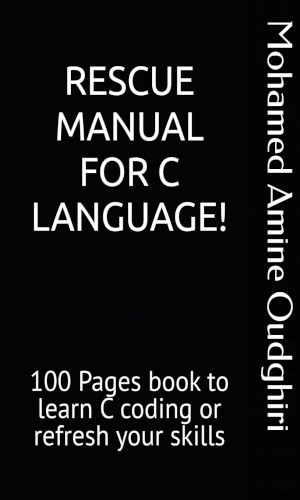 RESCUE
MANUAL
FOR C
LANGUAGE!
100 Pages book to
learn C coding or
refresh your skills
Mohamed Amine Oudghiri